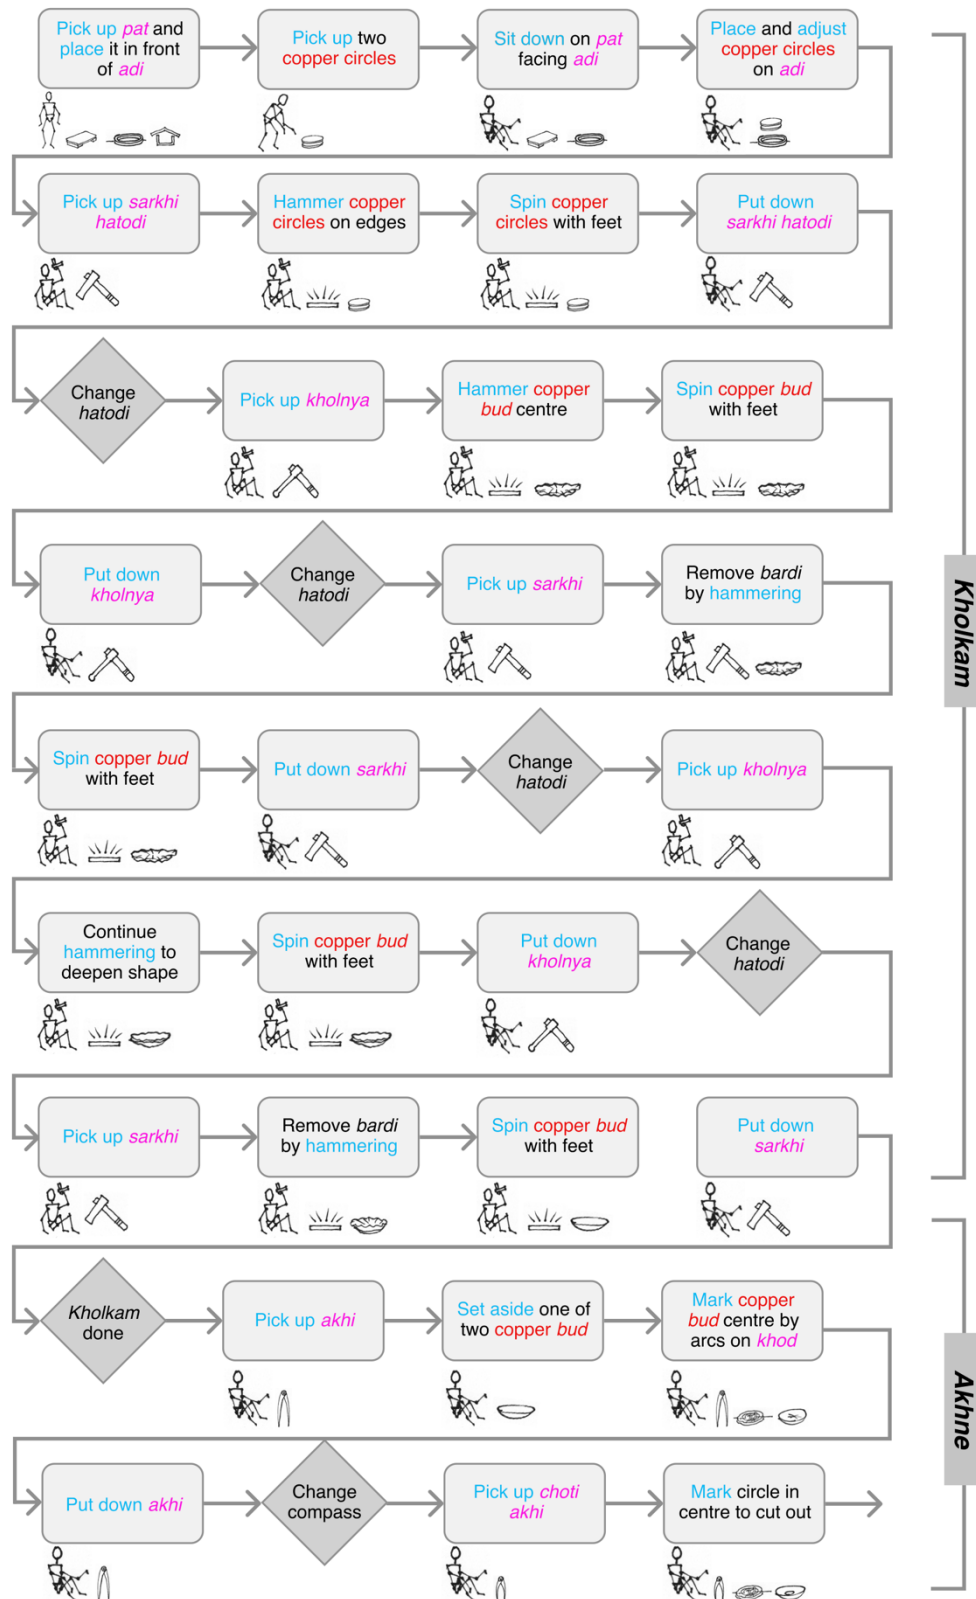 Pick up pat and
place it in front
of adi
Pick up two
copper circles
Sit down on pat
facing adi
Place and adjust
copper circles
on adi
Pick up sarkhi
hatodi
Hammer copper
circles on edges
Spin copper
circles with feet
Put down
sarkhi hatodi
Change
hatodi
Pick up kholnya
Hammer copper
bud centre
Spin copper bud
with feet
Put down
kholnya
Change
hatodi
Pick up sarkhi
Remove bardi
by hammering
Spin copper bud
with feet
Put down sarkhi
Change
hatodi
Pick up kholnya
Continue
hammering to
deepen shape
Spin copper bud
with feet
Put down
kholnya
Change
hatodi
Pick up sarkhi
Remove bardi
by hammering
Spin copper bud
with feet
Put down
sarkhi
Kholkam
Kholkam
done
Pick up akhi
Set aside one of
two copper bud
Mark copper
bud centre by
arcs on khod
Put down akhi
Change
compass
Pick up choti
akhi
Mark circle in
centre to cut out
Akhne